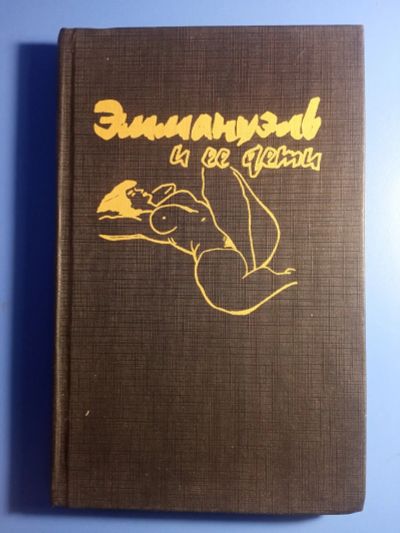 Эммануэль
и ее дети